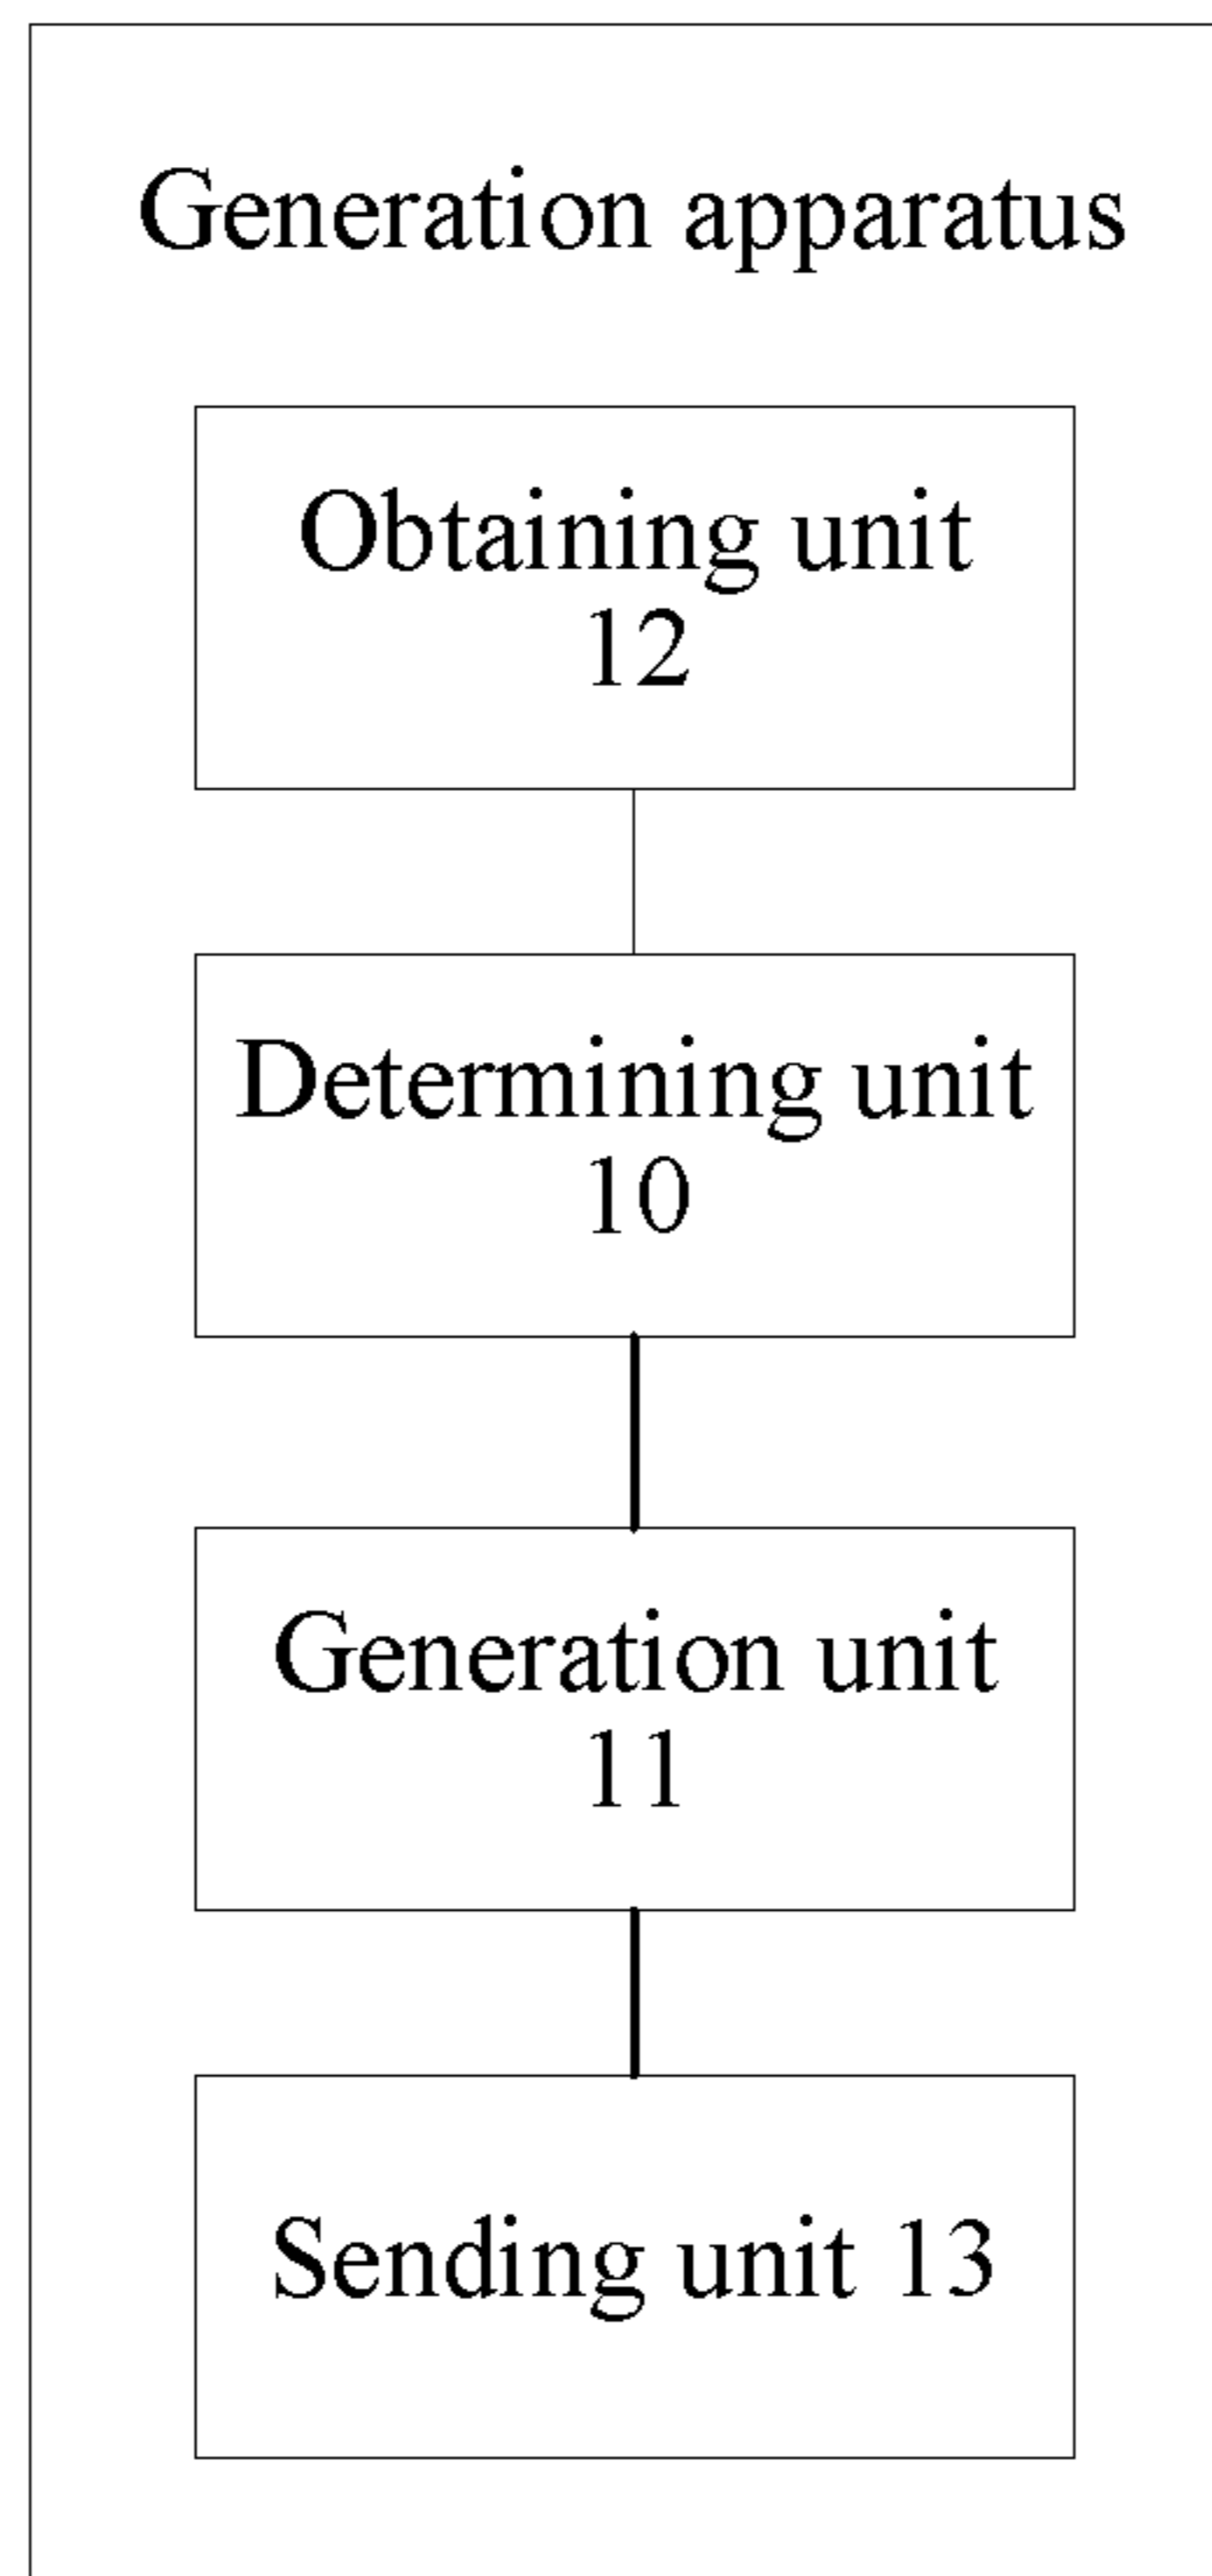 Generation apparatus
Obtaining unit
12
Determining unit
10
Generation unit
11
Sending unit 13